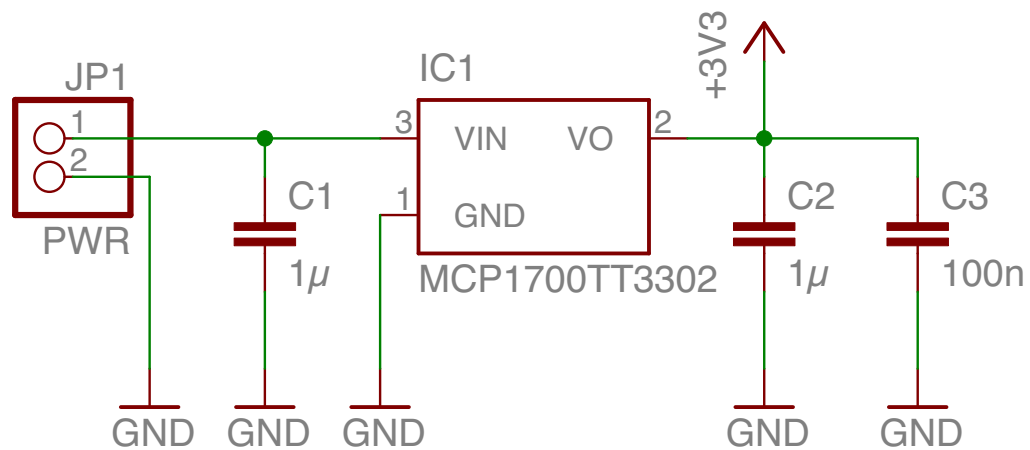 JP1
1
2
PWR
C1
1µ
IC1
3
VIN
VO
2
1
GND
MCP1700TT3302
+3V3
C2
1µ
C3
100n
GND
GND
GND
GND
GND